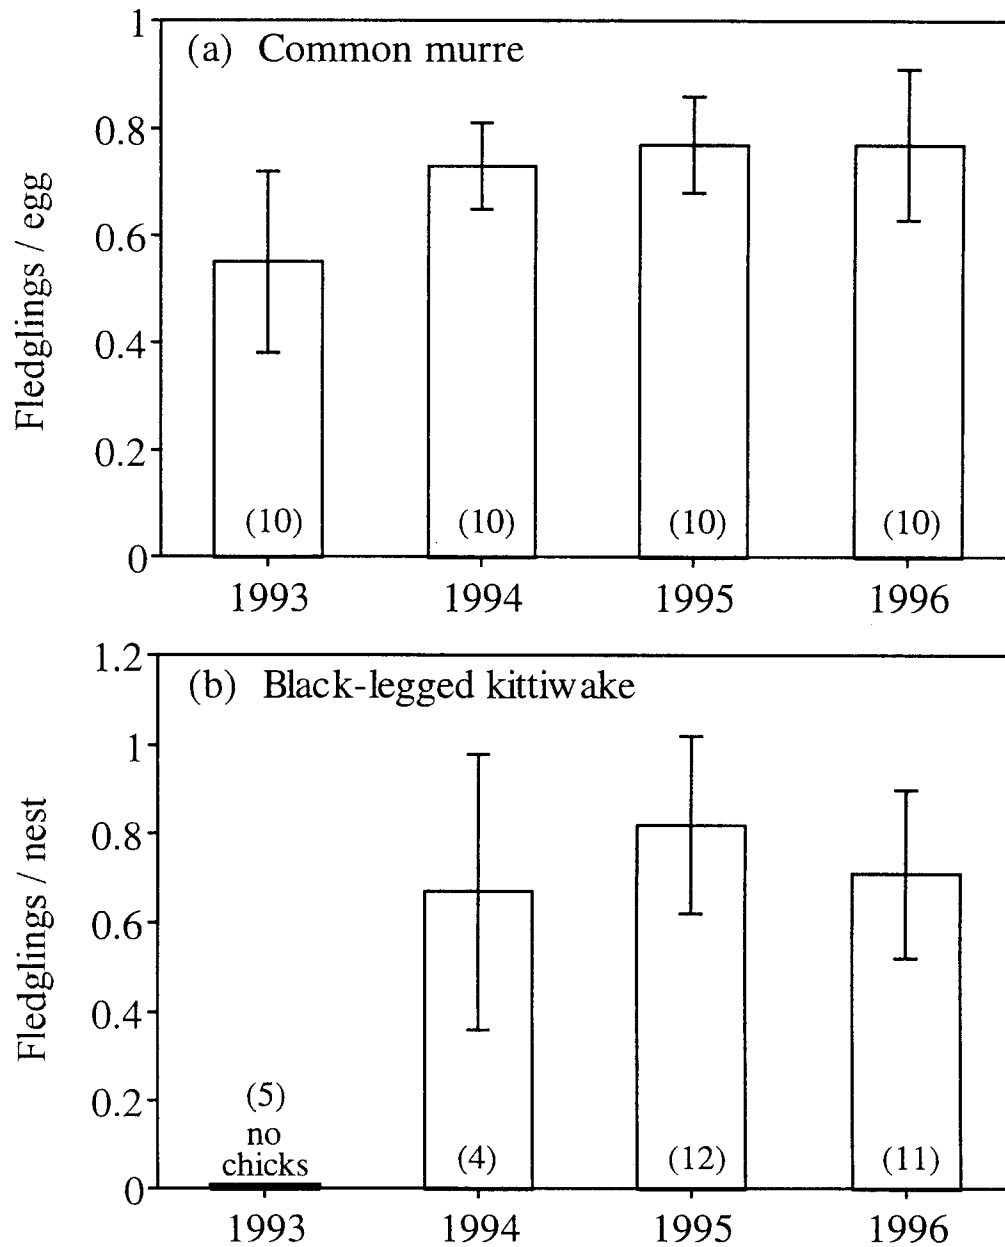 1
(a) Common murre
0.8
0.6
0.4
0.2
0
Fledglings / egg
(10) (10) (10) (10)
1993 1994 1995 1996
1.2
(b) Black-legged kittiwake
1
0.8
0.6
0.4
0.2
0
Fledglings / nest
(5)
no
chicks
(4) (12) (11)
1993 1994 1995 1996